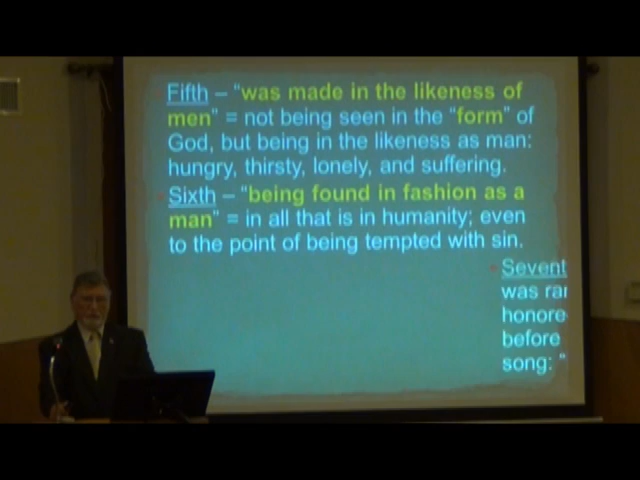 Fifth – "was made in the likeness of
men" = not being seen in the "form" of
God, but being in the likeness as man:
hungry, thirsty, lonely, and suffering.
Sixth – "being found in fashion as a
man" = in all that is in humanity; even
to the point of being tempted with sin.
Sevent
was rai
honore
before
song: "